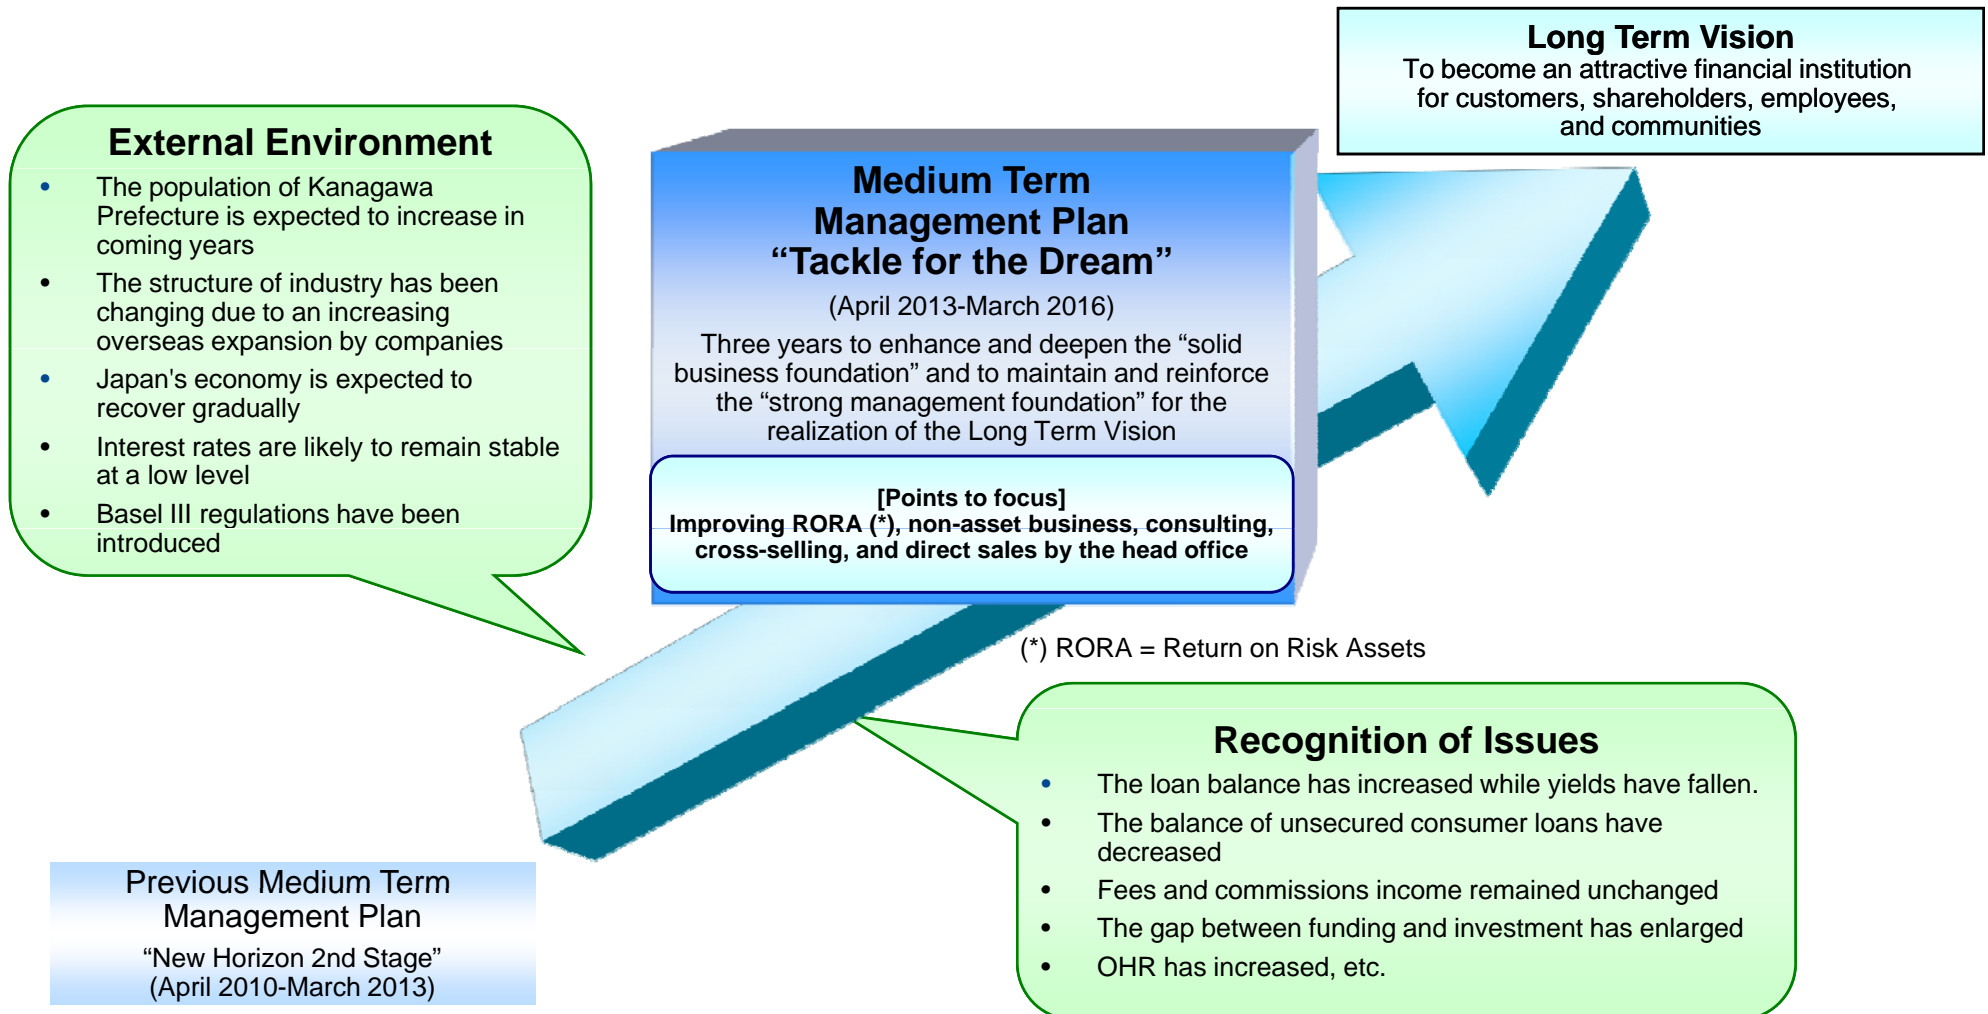 Long Term Vision
To become an attractive financial institution
for customers, shareholders, employees,
and communities
External Environment
• The population of Kanagawa
Prefecture is expected to increase in
coming years
• The structure of industry has been
changing due to an increasing
overseas expansion by companies
• Japan's economy is expected to
recover gradually
• Interest rates are likely to remain stable
at a low level
• Basel III regulations have been
introduced
Medium Term
Management Plan
“Tackle for the Dream”
(April 2013-March 2016)
Three years to enhance and deepen the “solid
business foundation” and to maintain and reinforce
the “strong management foundation” for the
realization of the Long Term Vision
[Points to focus]
Improving RORA (*), non-asset business, consulting,
cross-selling, and direct sales by the head office
(*) RORA = Return on Risk Assets
Recognition of Issues
• The loan balance has increased while yields have fallen.
• The balance of unsecured consumer loans have
decreased
• Fees and commissions income remained unchanged
• The gap between funding and investment has enlarged
• OHR has increased, etc.
Previous Medium Term
Management Plan
“New Horizon 2nd Stage”
(April 2010-March 2013)